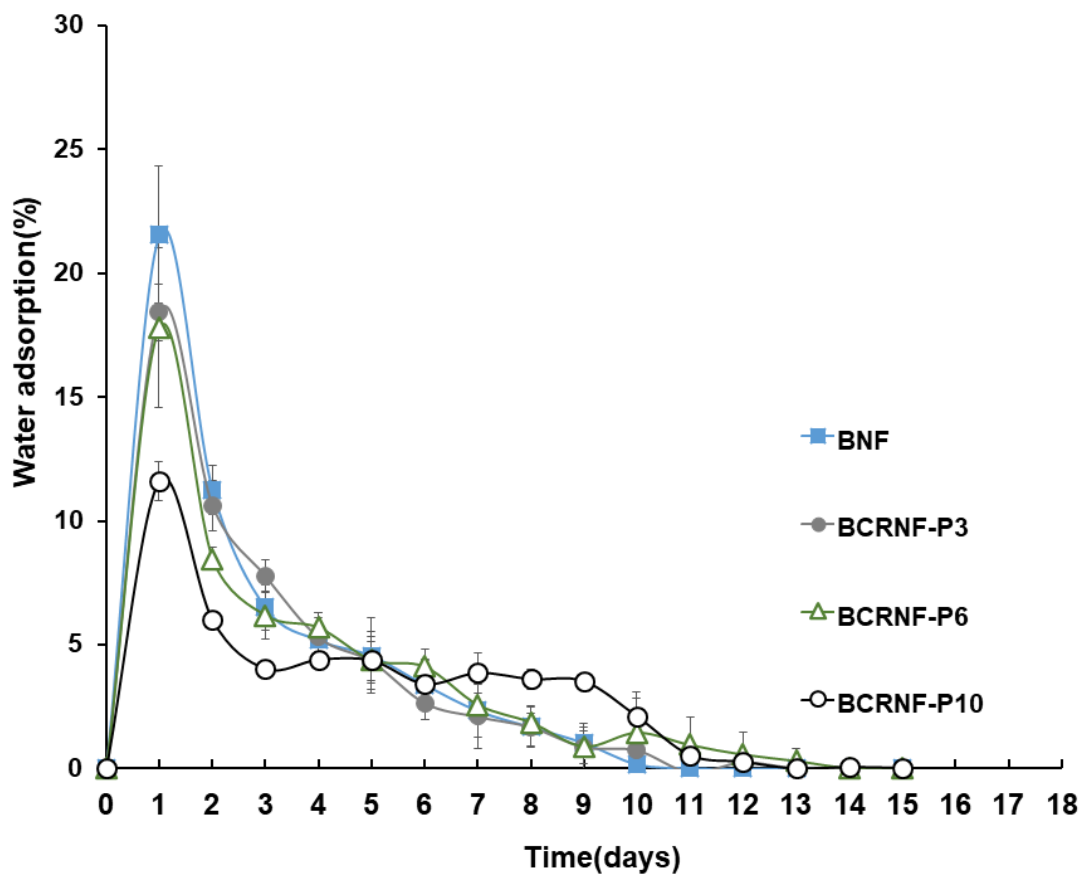 30
25
20
15
10
5
0
Water adsorption(%)
BNF
BCRNF-P3
BCRNF-P6
BCRNF-P10
0 1 2 3 4 5 6 7 8 9 10 11 12 13 14 15 16 17 18
Time(days)